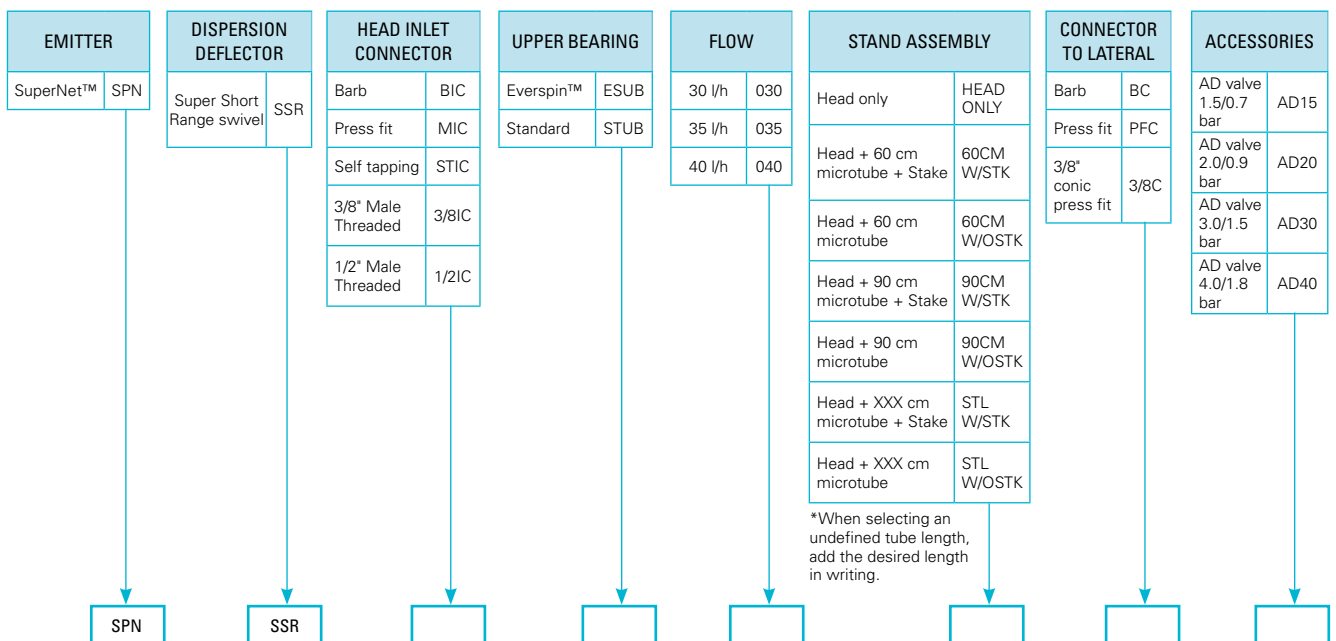 EMITTER
SuperNet™ SPN
DISPERSION
DEFLECTOR
Super Short
Range swivel
SSR
HEAD INLET
CONNECTOR
Barb BIC
Press fit MIC
Self tapping STIC
3/8" Male
Threaded
3/8IC
1/2" Male
Threaded
1/2IC
UPPER BEARING
Everspin™ ESUB
Standard STUB
FLOW
30 l/h 030
35 l/h 035
40 l/h 040
STAND ASSEMBLY
Head only
HEAD
ONLY
Head + 60 cm
microtube + Stake
60CM
W/STK
Head + 60 cm
microtube
60CM
W/OSTK
Head + 90 cm
microtube + Stake
90CM
W/STK
Head + 90 cm
microtube
90CM
W/OSTK
Head + XXX cm
microtube + Stake
STL
W/STK
Head + XXX cm
microtube
STL
W/OSTK
*When selecting an
undefined tube length,
add the desired length
in writing.
CONNECTOR
TO LATERAL
Barb BC
Press fit PFC
3/8"
conic
press fit
3/8C
ACCESSORIES
AD valve
1.5/0.7
bar
AD15
AD valve
2.0/0.9
bar
AD20
AD valve
3.0/1.5
bar
AD30
AD valve
4.0/1.8
bar
AD40
SPN
SSR